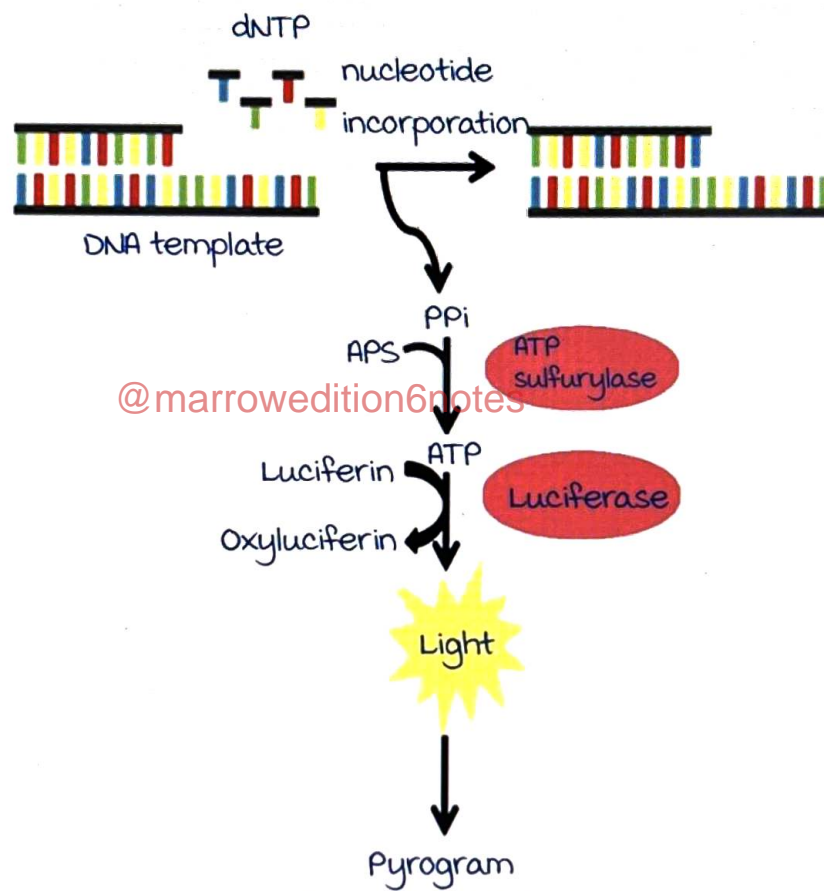 dNTP
nucleotide
incorporation
DNA template
PPi
APS
ATP
sulfurylase
@marrowedition6notes
ATP
Luciferin
Luciferase
Oxyluciferin
Light
Pyrogram